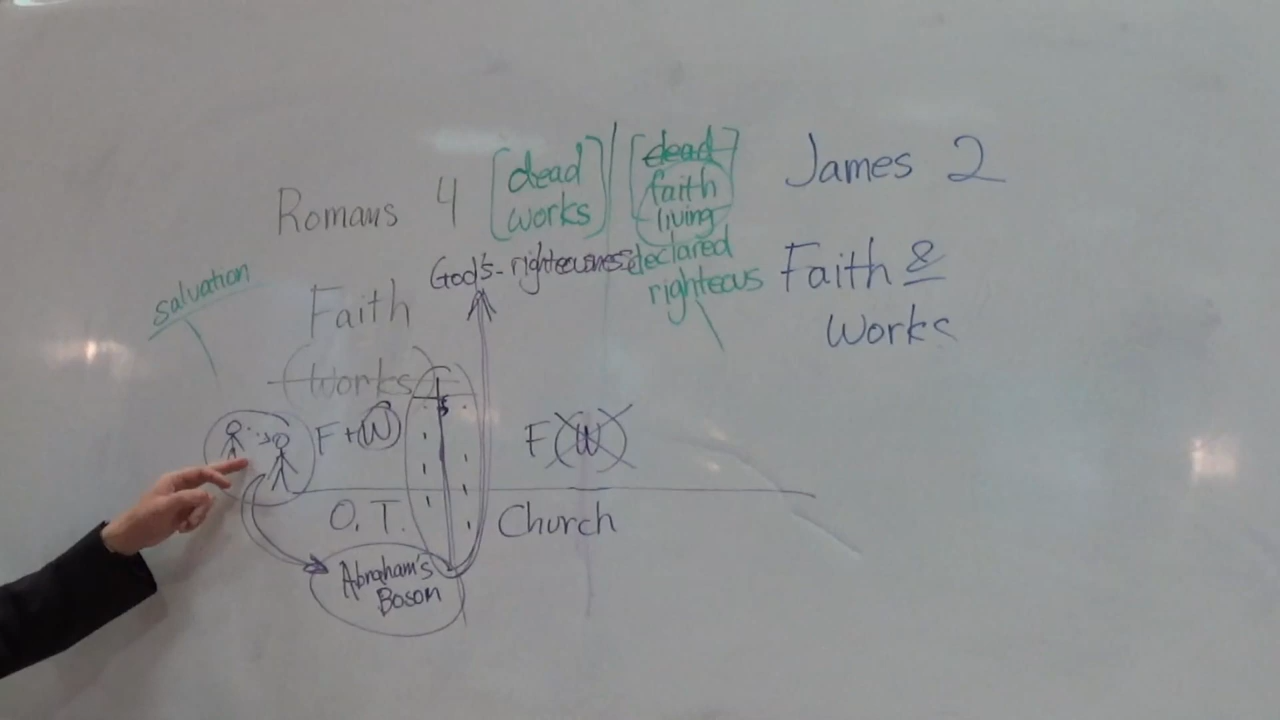 Romans 4
[dead
works]
[dead
faith
living]
James 2
God's - righteousness
declared
righteous
Faith &
Works
salvation
Faith
(Works)
F + W
F (W)
O.T.
Church
Abraham's
Bosom